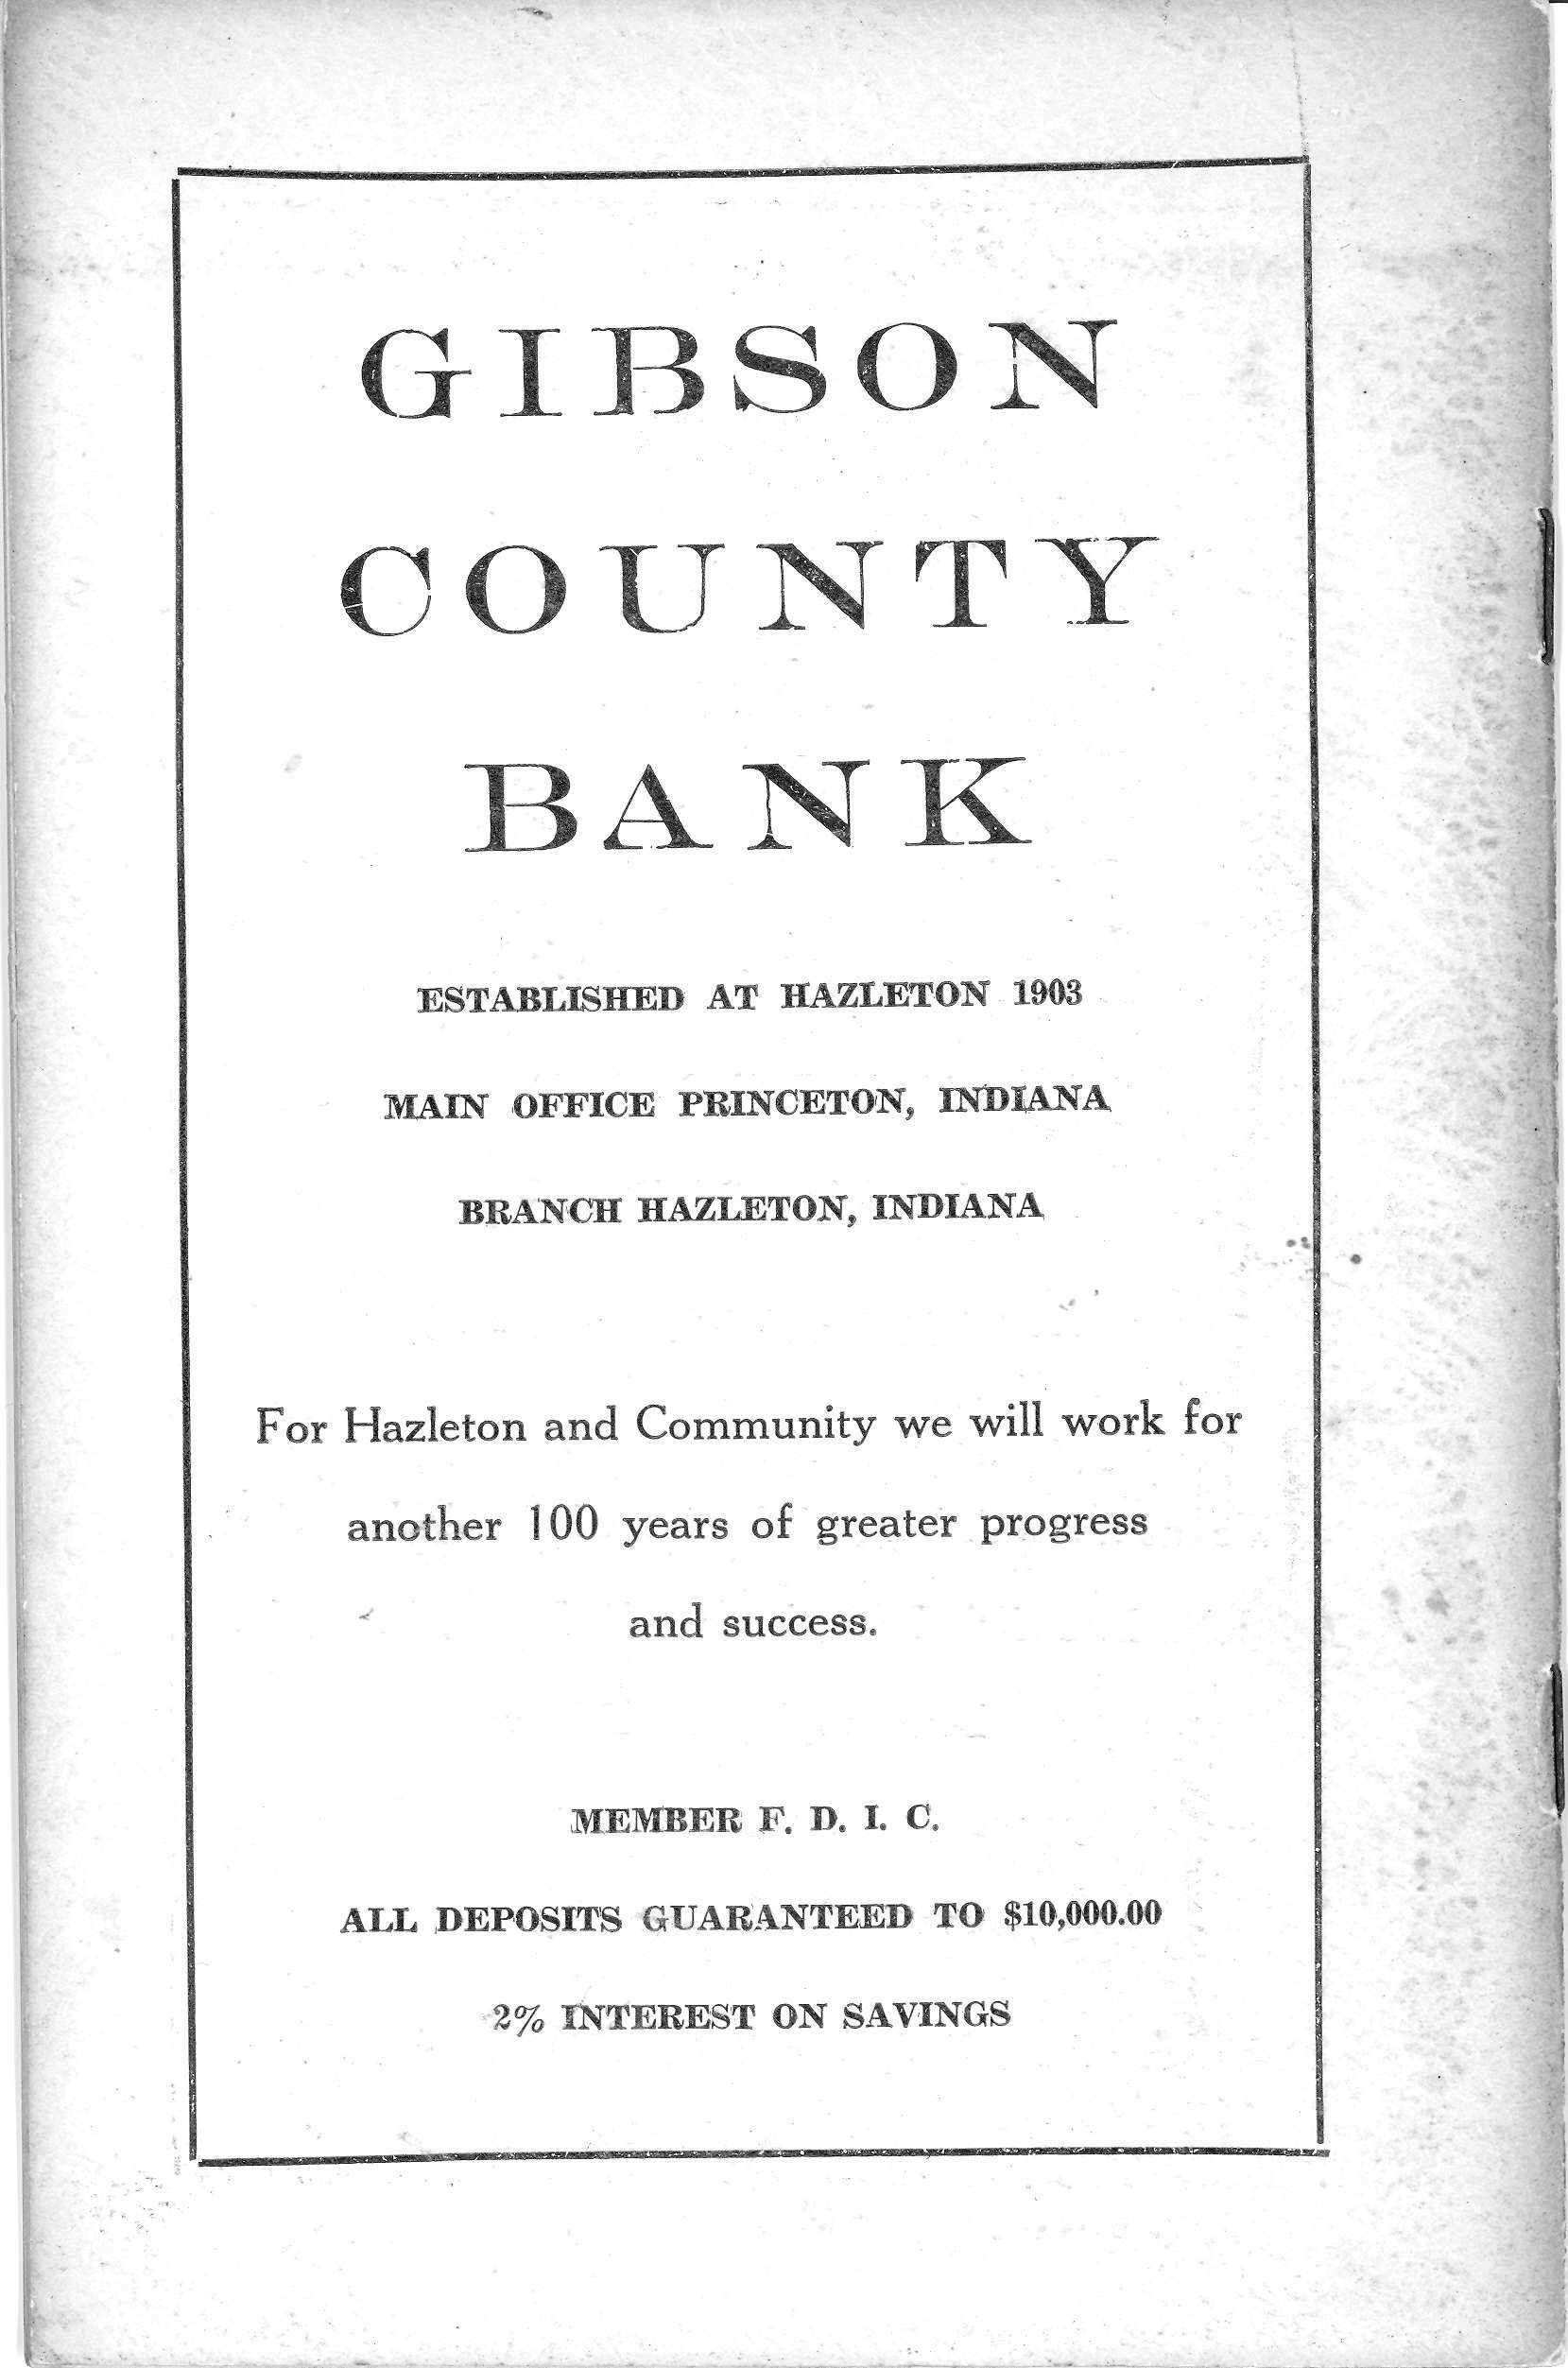 GIBSON
COUNTY
BANK
ESTABLISHED AT HAZLETON 1903
MAIN OFFICE PRINCETON, INDIANA
BRANCH HAZLETON, INDIANA
For Hazleton and Community we will work for
another 100 years of greater progress
and success.
MEMBER F. D. I. C.
ALL DEPOSITS GUARANTEED TO $10,000.00
2% INTEREST ON SAVINGS